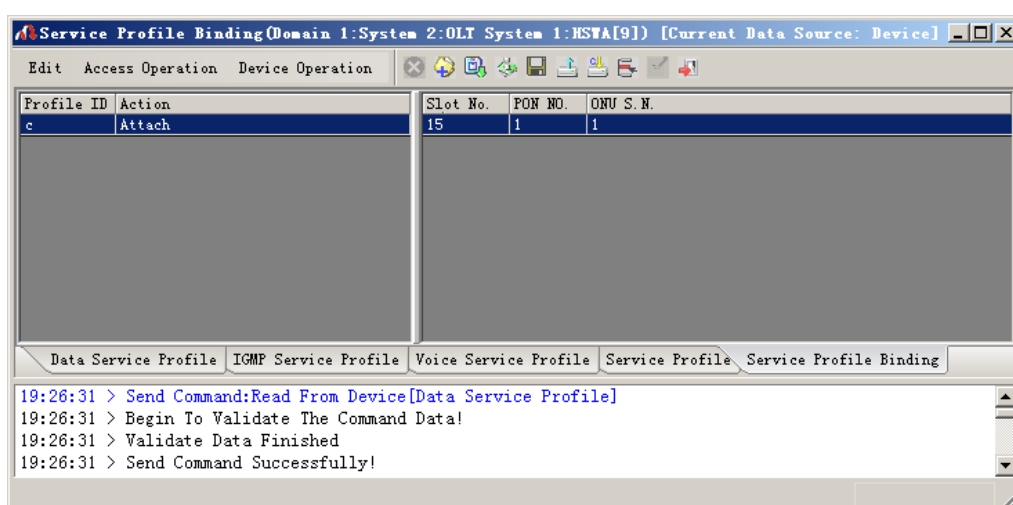 Service Profile Binding(Domain 1:System 2:OLT System 1:HSWA[9]) [Current Data Source: Device]
Edit Access Operation Device Operation
Profile ID Action Slot No. PON NO. ONU S.N.
c Attach 15 1 1
Data Service Profile IGMP Service Profile Voice Service Profile Service Profile Service Profile Binding
19:26:31 > Send Command:Read From Device[Data Service Profile]
19:26:31 > Begin To Validate The Command Data!
19:26:31 > Validate Data Finished
19:26:31 > Send Command Successfully!